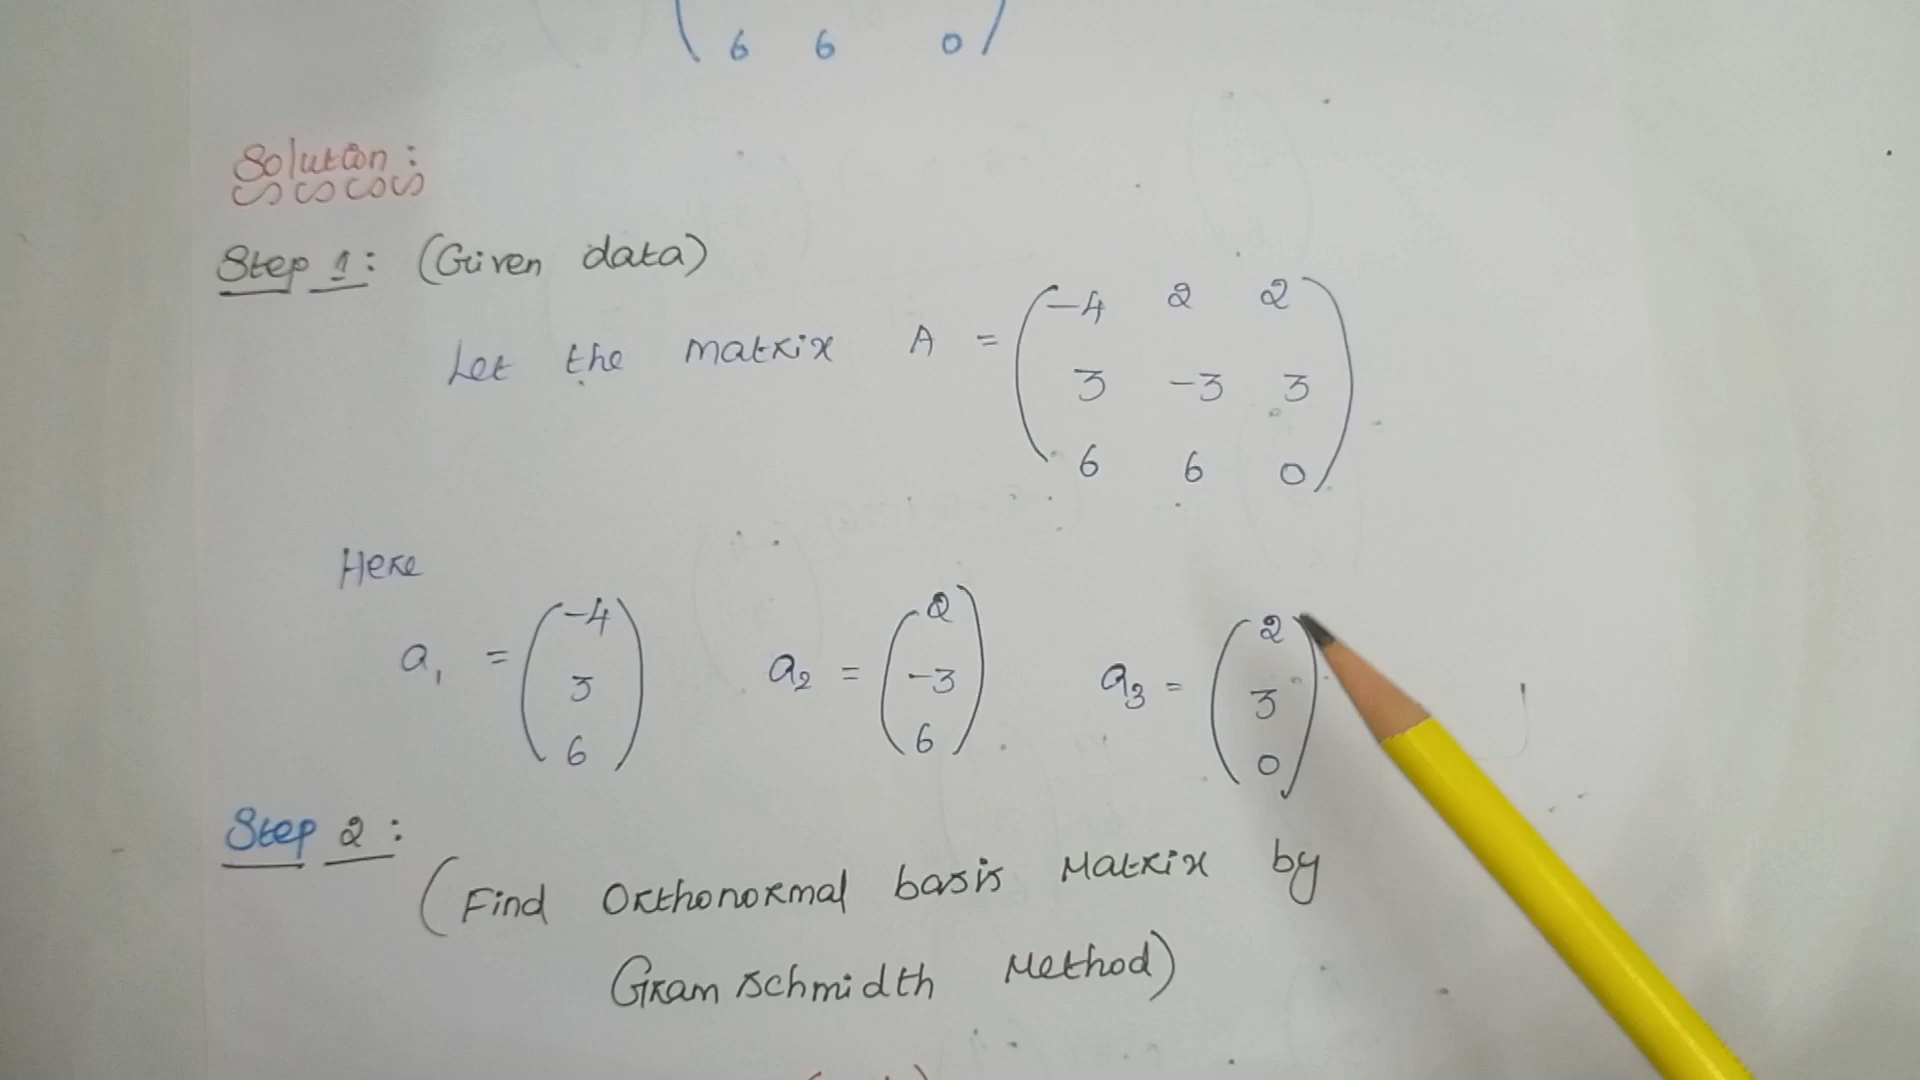 6 6 0
Solution:
Step 1: (Given data)
Let the matrix A =
-4 2 2
3 -3 3
6 6 0
Here
a1 = (-4 3 6) a2 = (2 -3 6) a3 = (2 3 0)
Step 2:
(Find Orthonormal basis Matrix by
Gram schmidth Method)